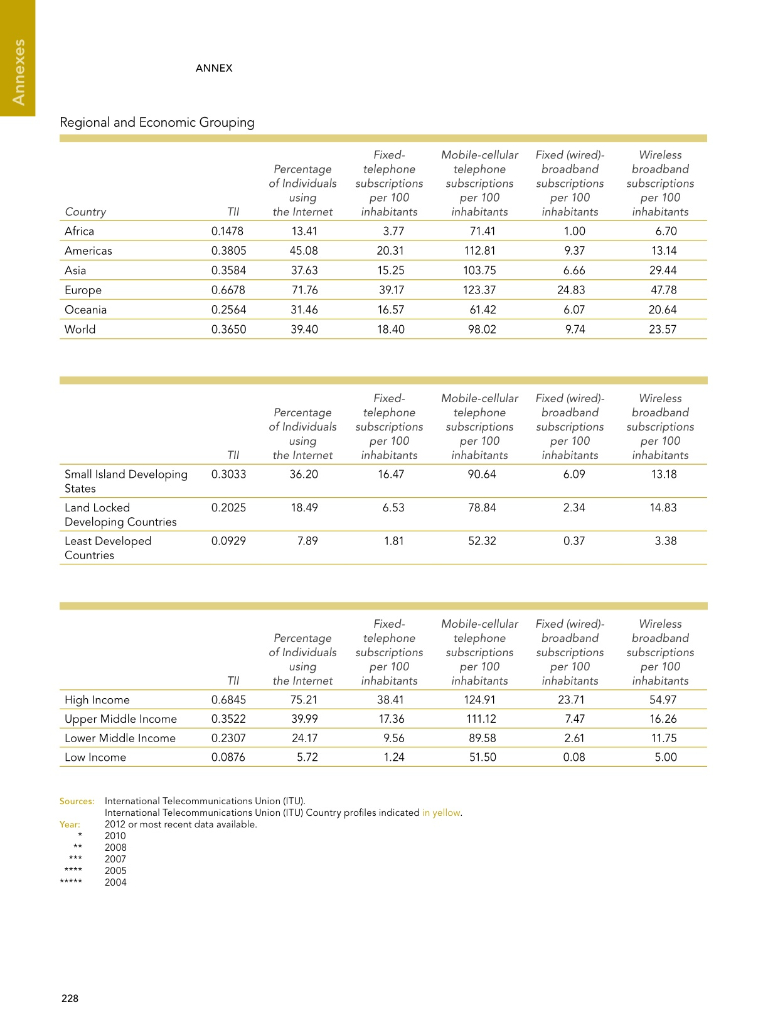 Annexes
ANNEX
Regional and Economic Grouping
Country TII Percentage of Individuals using the Internet Fixed-telephone subscriptions per 100 inhabitants Mobile-cellular telephone subscriptions per 100 inhabitants Fixed (wired)-broadband subscriptions per 100 inhabitants Wireless broadband subscriptions per 100 inhabitants
Africa 0.1478 13.41 3.77 71.41 1.00 6.70
Americas 0.3805 45.08 20.31 112.81 9.37 13.14
Asia 0.3584 37.63 15.25 103.75 6.66 29.44
Europe 0.6678 71.76 39.17 123.37 24.83 47.78
Oceania 0.2564 31.46 16.57 61.42 6.07 20.64
World 0.3650 39.40 18.40 98.02 9.74 23.57
TII Percentage of Individuals using the Internet Fixed-telephone subscriptions per 100 inhabitants Mobile-cellular telephone subscriptions per 100 inhabitants Fixed (wired)-broadband subscriptions per 100 inhabitants Wireless broadband subscriptions per 100 inhabitants
Small Island Developing States 0.3033 36.20 16.47 90.64 6.09 13.18
Land Locked Developing Countries 0.2025 18.49 6.53 78.84 2.34 14.83
Least Developed Countries 0.0929 7.89 1.81 52.32 0.37 3.38
TII Percentage of Individuals using the Internet Fixed-telephone subscriptions per 100 inhabitants Mobile-cellular telephone subscriptions per 100 inhabitants Fixed (wired)-broadband subscriptions per 100 inhabitants Wireless broadband subscriptions per 100 inhabitants
High Income 0.6845 75.21 38.41 124.91 23.71 54.97
Upper Middle Income 0.3522 39.99 17.36 111.12 7.47 16.26
Lower Middle Income 0.2307 24.17 9.56 89.58 2.61 11.75
Low Income 0.0876 5.72 1.24 51.50 0.08 5.00
Sources: International Telecommunications Union (ITU).
International Telecommunications Union (ITU) Country profiles indicated in yellow.
Year: 2012 or most recent data available.
* 2010
** 2008
*** 2007
**** 2005
***** 2004
228